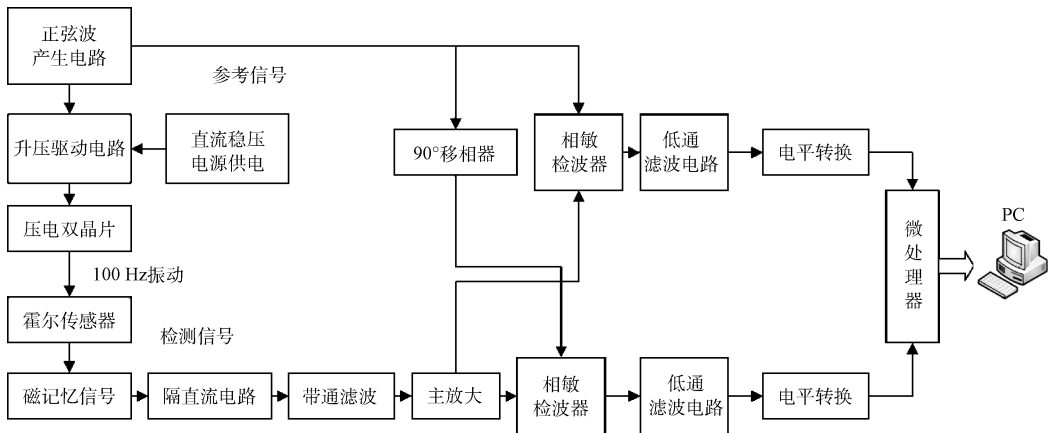 正弦波
产生电路
参考信号
升压驱动电路
直流稳压
电源供电
90°移相器
相敏
检波器
低通
滤波电路
电平转换
压电双晶片
微处理器
PC
100 Hz振动
霍尔传感器
检测信号
磁记忆信号
隔直流电路
带通滤波
主放大
相敏
检波器
低通
滤波电路
电平转换